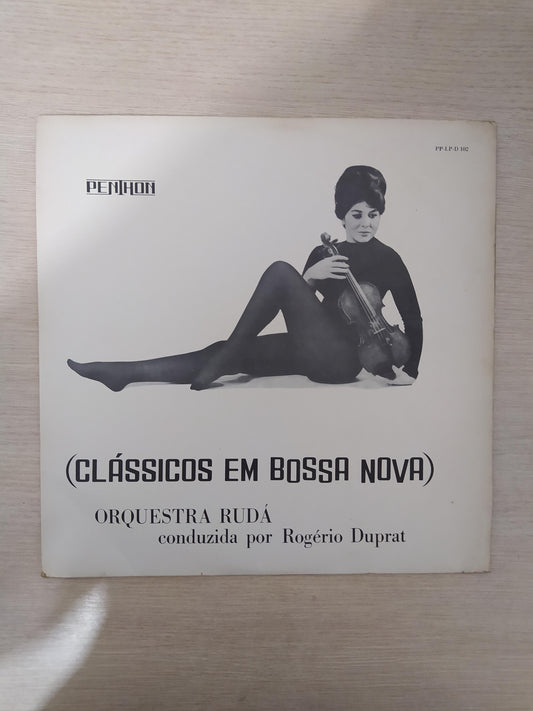 PP-LP-D 102
PENTHON
(CLÁSSICOS EM BOSSA NOVA)
ORQUESTRA RUDÁ
conduzida por Rogério Duprat